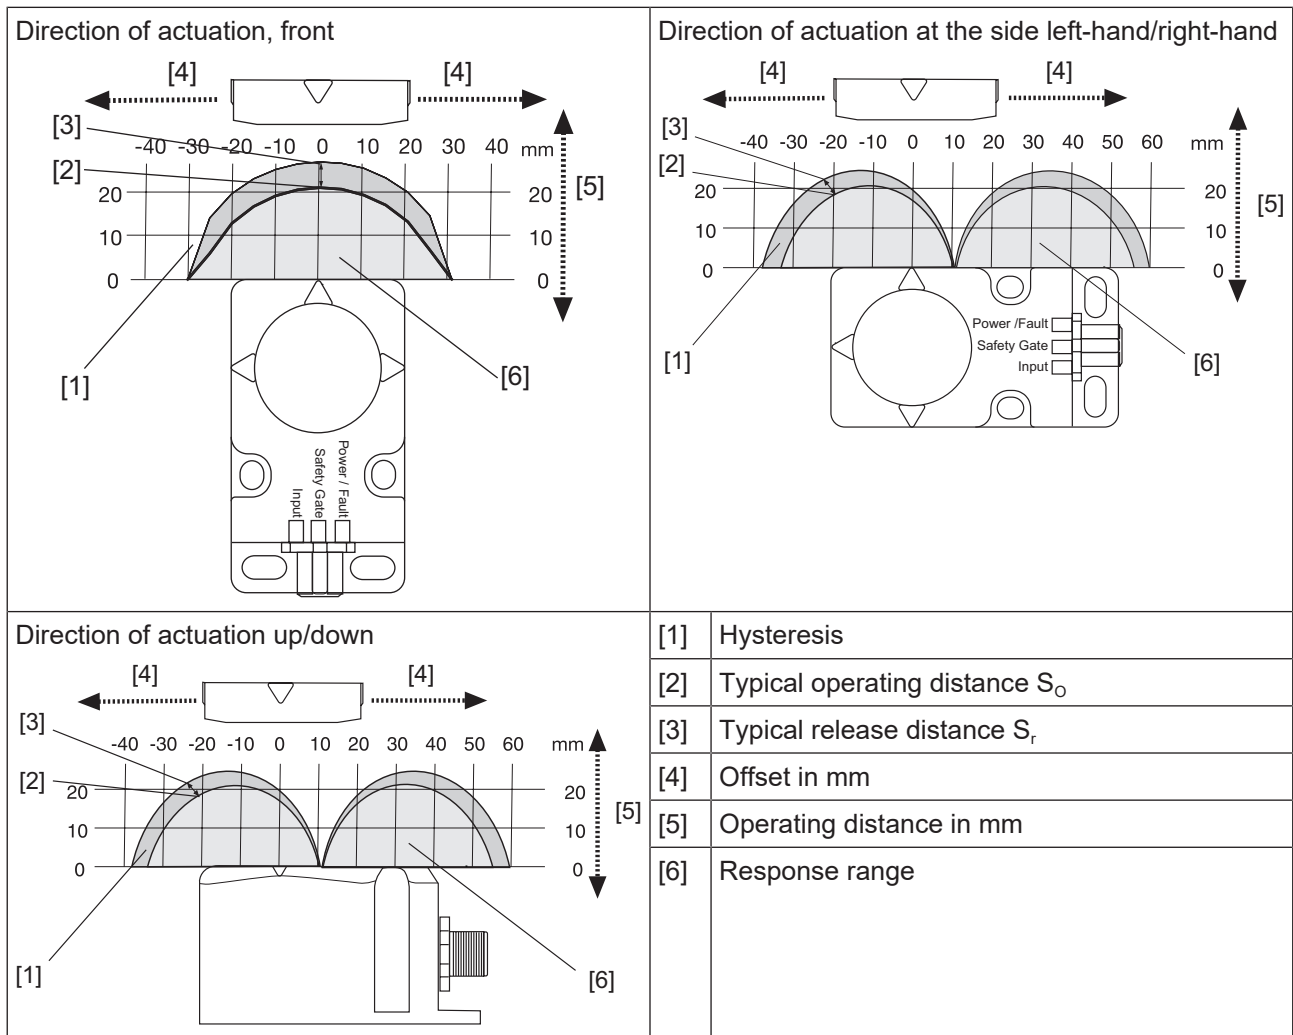 Direction of actuation, front
[4] [4]
[3]
-40 -30 -20 -10 0 10 20 30 40 mm
[2]
20 20 [5]
10 10
0 0
[1] [6]
Power / Fault
Safety Gate
Input
Direction of actuation at the side left-hand/right-hand
[4] [4]
[3]
-40 -30 -20 -10 0 10 20 30 40 50 60 mm
[2]
20 20 [5]
10 10
0 0
Power /Fault
Safety Gate
Input
[1] [6]
Direction of actuation up/down
[4] [4]
[3]
-40 -30 -20 -10 0 10 20 30 40 50 60 mm
[2]
20 20
10 10 [5]
0 0
[1] [6]
[1] Hysteresis
[2] Typical operating distance SO
[3] Typical release distance Sr
[4] Offset in mm
[5] Operating distance in mm
[6] Response range